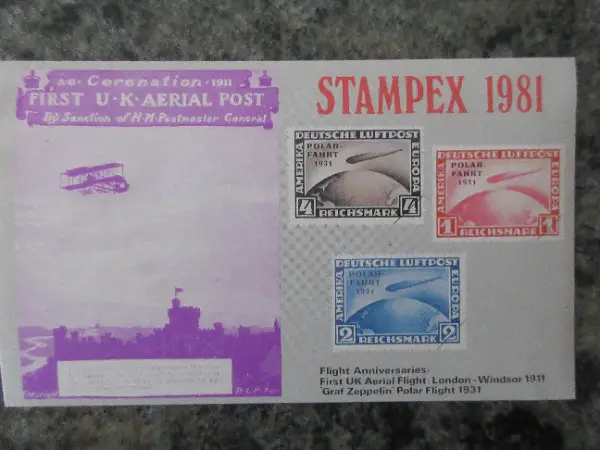 A·D· Coronation ·1911
FIRST U·K·AERIAL POST
By Sanction of H·M·Postmaster General
STAMPEX 1981
DEUTSCHE LUFTPOST
AMERIKA
EUROPA
POLAR-
FAHRT
1931
4 4
REICHSMARK
DEUTSCHE LUFTPOST
AMERIKA
EUROPA
POLAR-
FAHRT
1931
1 1
REICHSMARK
DEUTSCHE LUFTPOST
AMERIKA
EUROPA
POLAR-
FAHRT
1931
2 2
REICHSMARK
Flight Anniversaries:
First UK Aerial Flight: London-Windsor 1911
'Graf Zeppelin' Polar Flight 1931